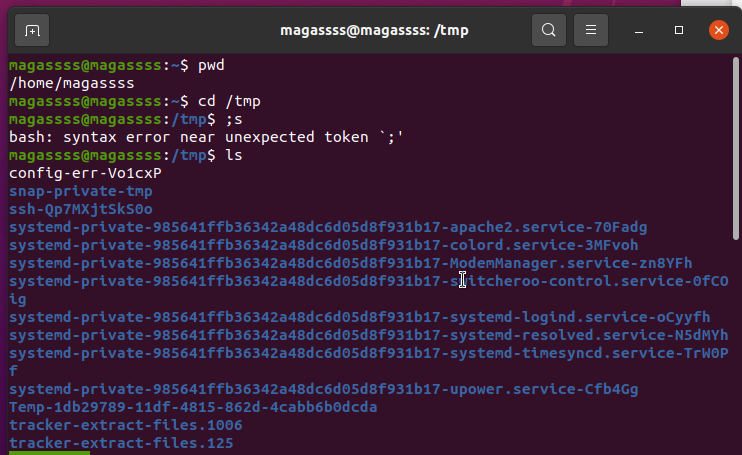 magassss@magassss: /tmp
magassss@magassss:~$ pwd
/home/magassss
magassss@magassss:~$ cd /tmp
magassss@magassss:/tmp$ ;s
bash: syntax error near unexpected token `;'
magassss@magassss:/tmp$ ls
config-err-Vo1cxP
snap-private-tmp
ssh-Qp7MXjtSkS0o
systemd-private-985641ffb36342a48dc6d05d8f931b17-apache2.service-70Fadg
systemd-private-985641ffb36342a48dc6d05d8f931b17-colord.service-3MFvoh
systemd-private-985641ffb36342a48dc6d05d8f931b17-ModemManager.service-zn8YFh
systemd-private-985641ffb36342a48dc6d05d8f931b17-switcheroo-control.service-0fCO
ig
systemd-private-985641ffb36342a48dc6d05d8f931b17-systemd-logind.service-oCyyfh
systemd-private-985641ffb36342a48dc6d05d8f931b17-systemd-resolved.service-N5dMYh
systemd-private-985641ffb36342a48dc6d05d8f931b17-systemd-timesyncd.service-TrW0P
f
systemd-private-985641ffb36342a48dc6d05d8f931b17-upower.service-Cfb4Gg
Temp-1db29789-11df-4815-862d-4cabb6b0dcda
tracker-extract-files.1006
tracker-extract-files.125